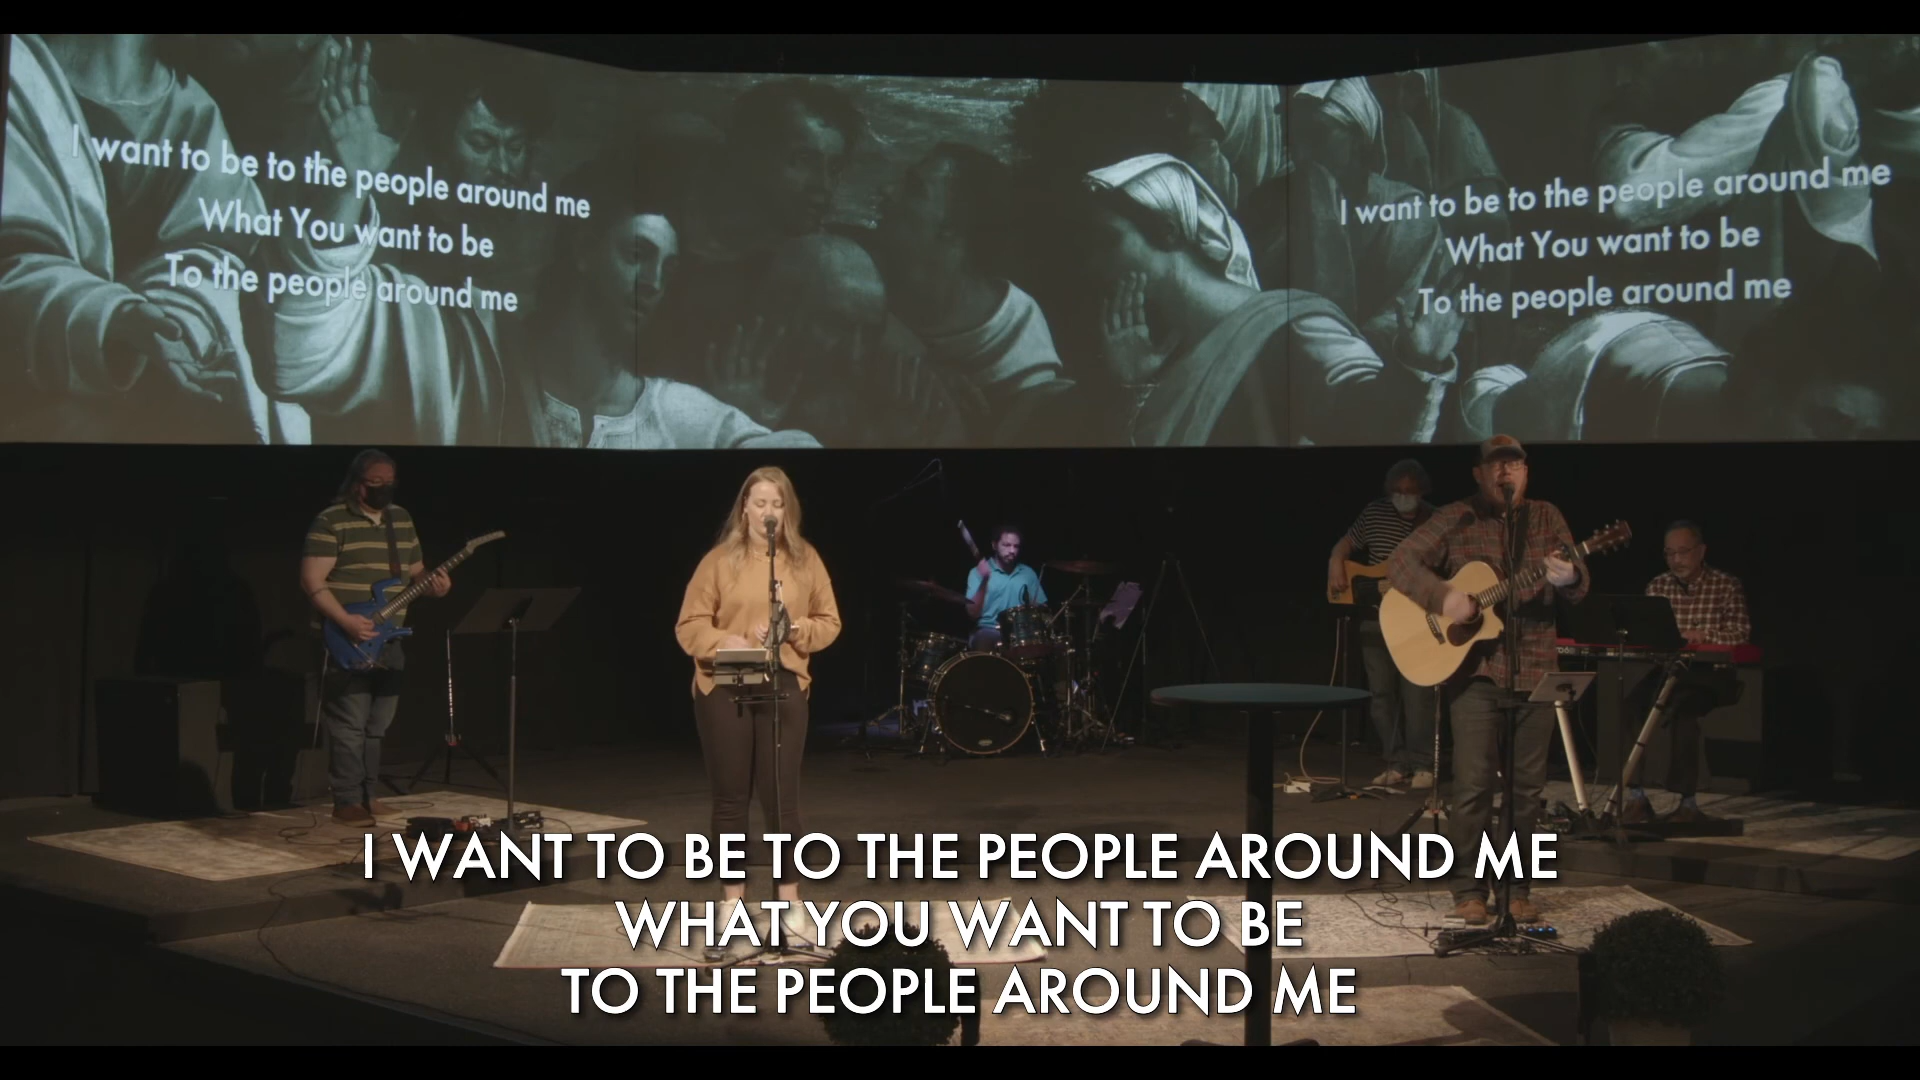 I want to be to the people around me
What You want to be
To the people around me
I want to be to the people around me
What You want to be
To the people around me
I WANT TO BE TO THE PEOPLE AROUND ME
WHAT YOU WANT TO BE
TO THE PEOPLE AROUND ME